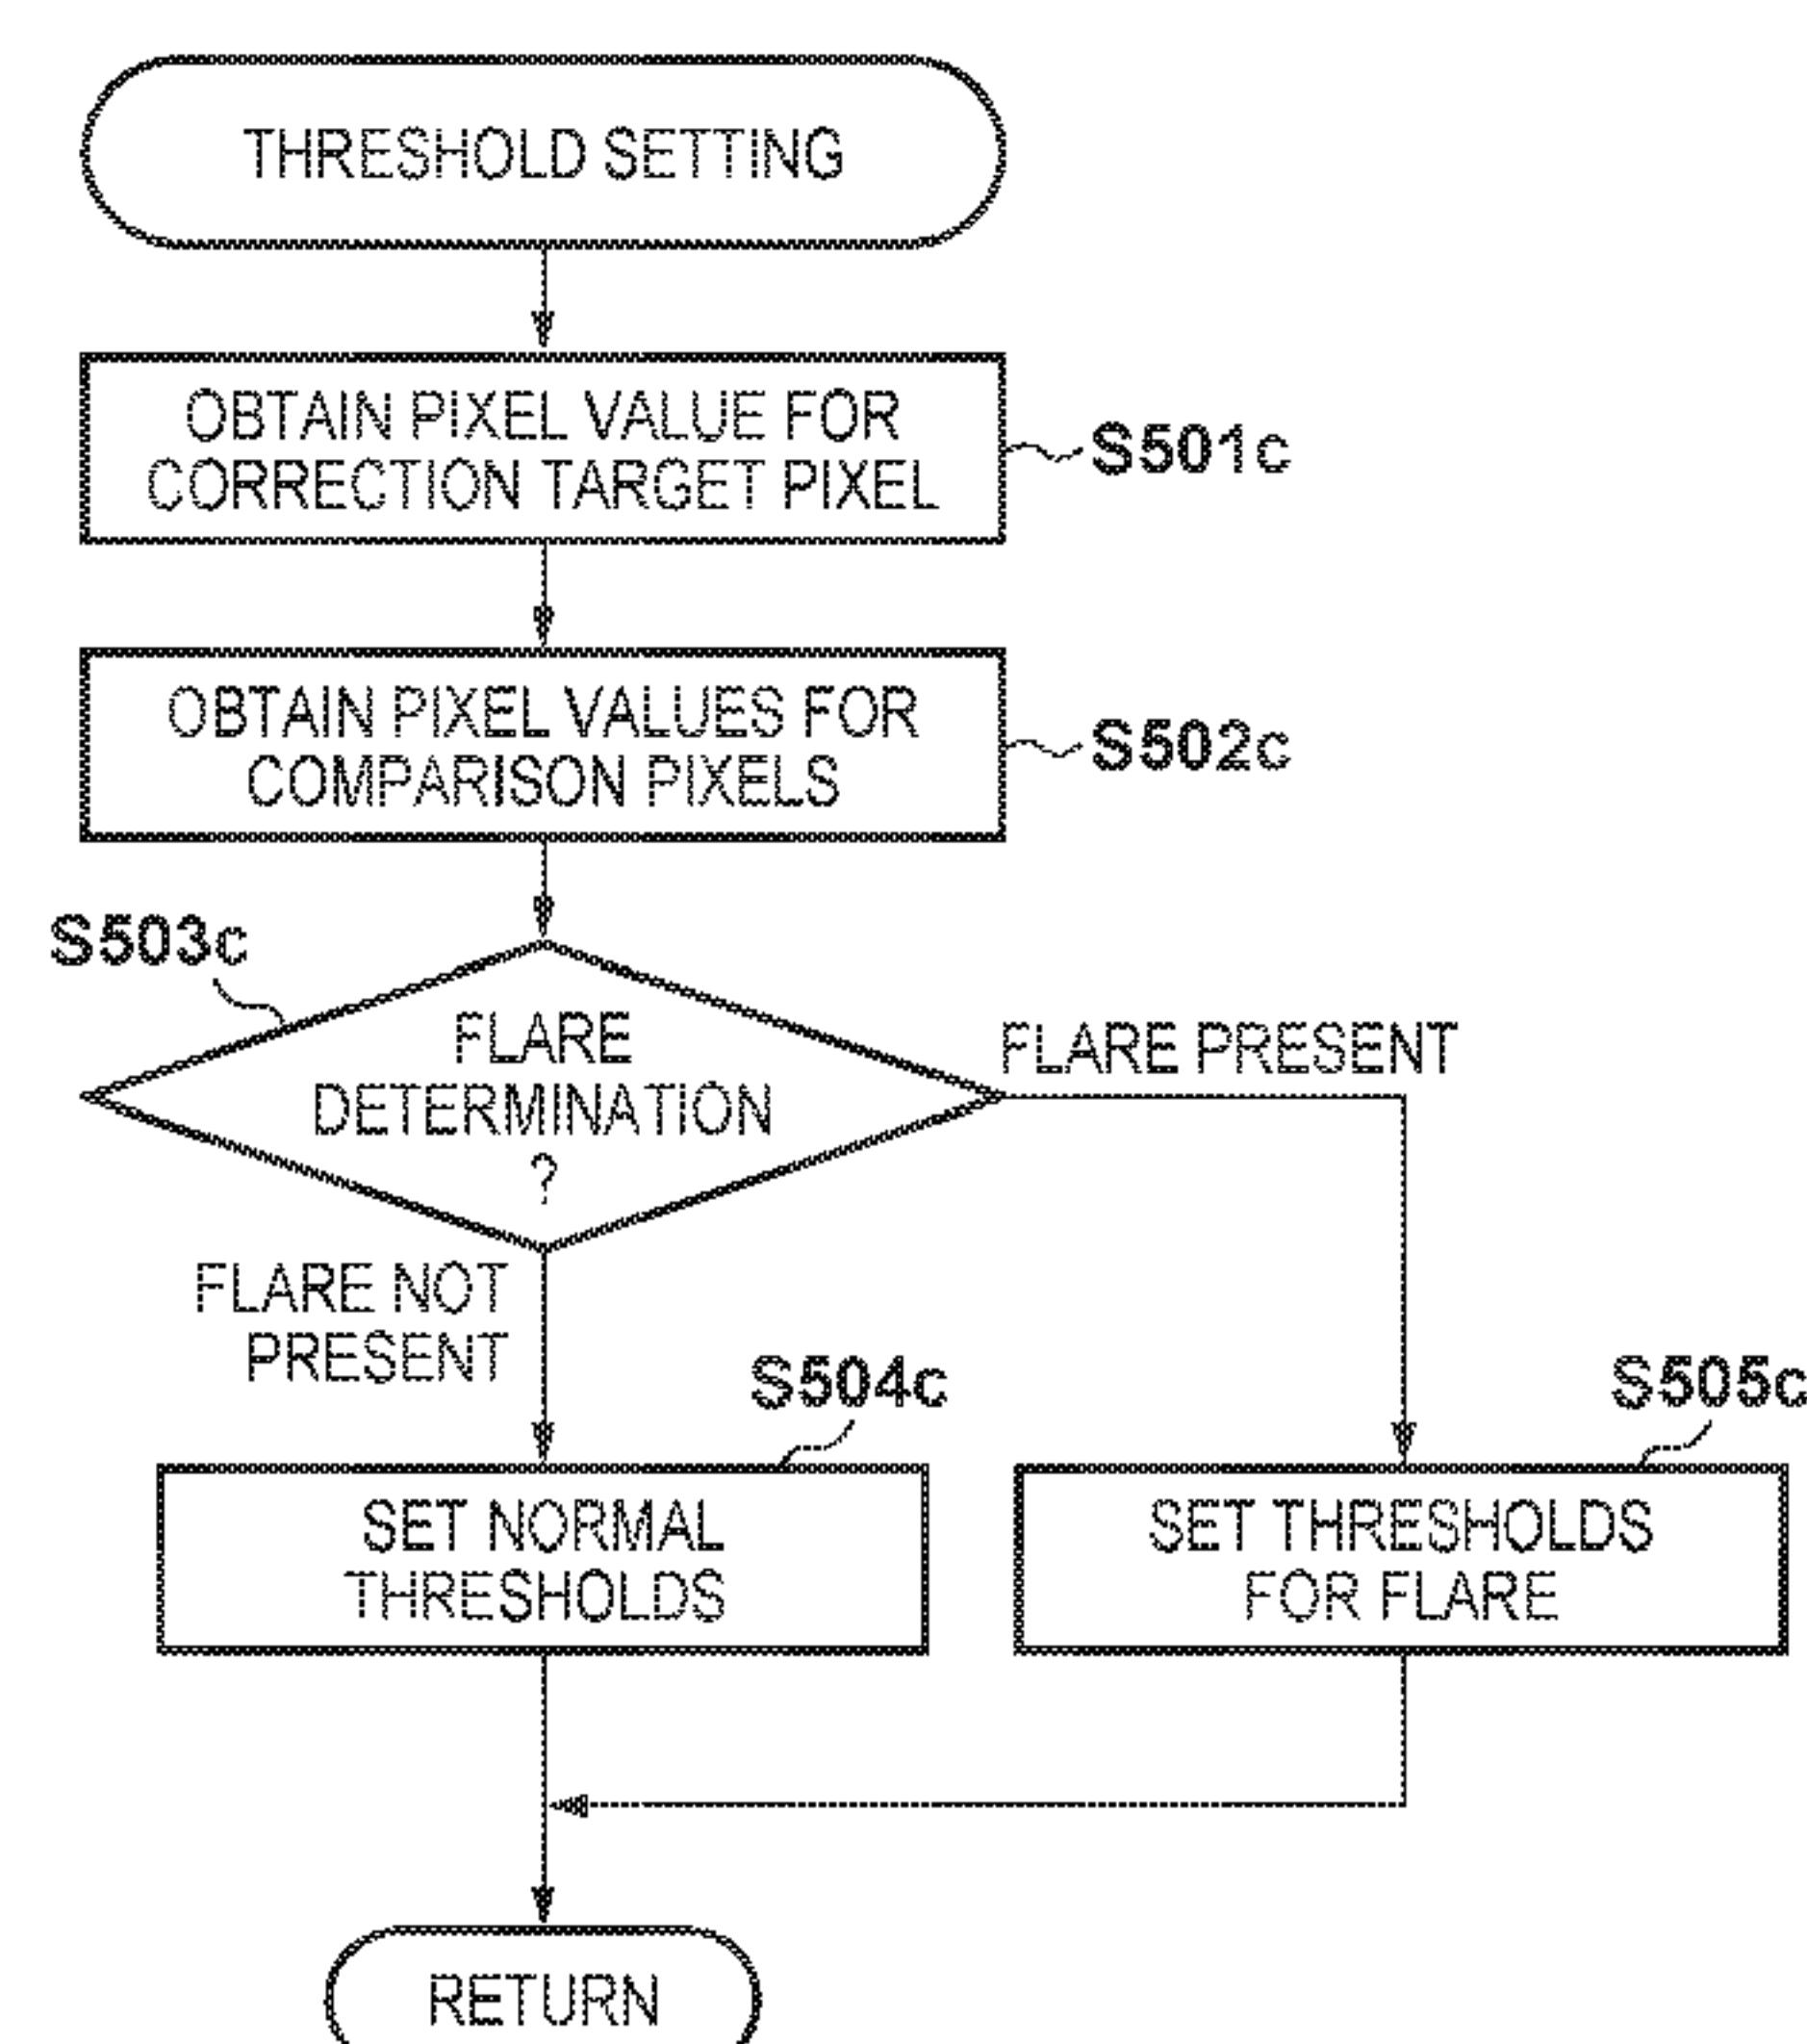 THRESHOLD SETTING
OBTAIN PIXEL VALUE FOR
CORRECTION TARGET PIXEL
S501c
OBTAIN PIXEL VALUES FOR
COMPARISON PIXELS
S502c
S503c
FLARE
DETERMINATION
?
FLARE PRESENT
FLARE NOT
PRESENT
S504c
SET NORMAL
THRESHOLDS
S505c
SET THRESHOLDS
FOR FLARE
RETURN